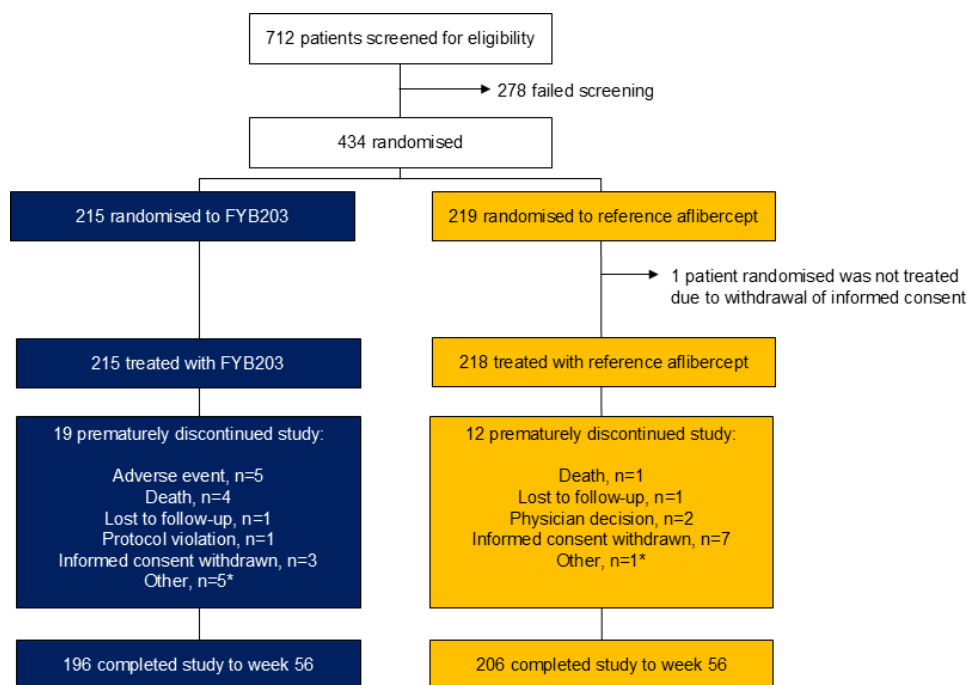 712 patients screened for eligibility
278 failed screening
434 randomised
215 randomised to FYB203
219 randomised to reference aflibercept
1 patient randomised was not treated
due to withdrawal of informed consent
215 treated with FYB203
218 treated with reference aflibercept
19 prematurely discontinued study:
Adverse event, n=5
Death, n=4
Lost to follow-up, n=1
Protocol violation, n=1
Informed consent withdrawn, n=3
Other, n=5*
12 prematurely discontinued study:
Death, n=1
Lost to follow-up, n=1
Physician decision, n=2
Informed consent withdrawn, n=7
Other, n=1*
196 completed study to week 56
206 completed study to week 56